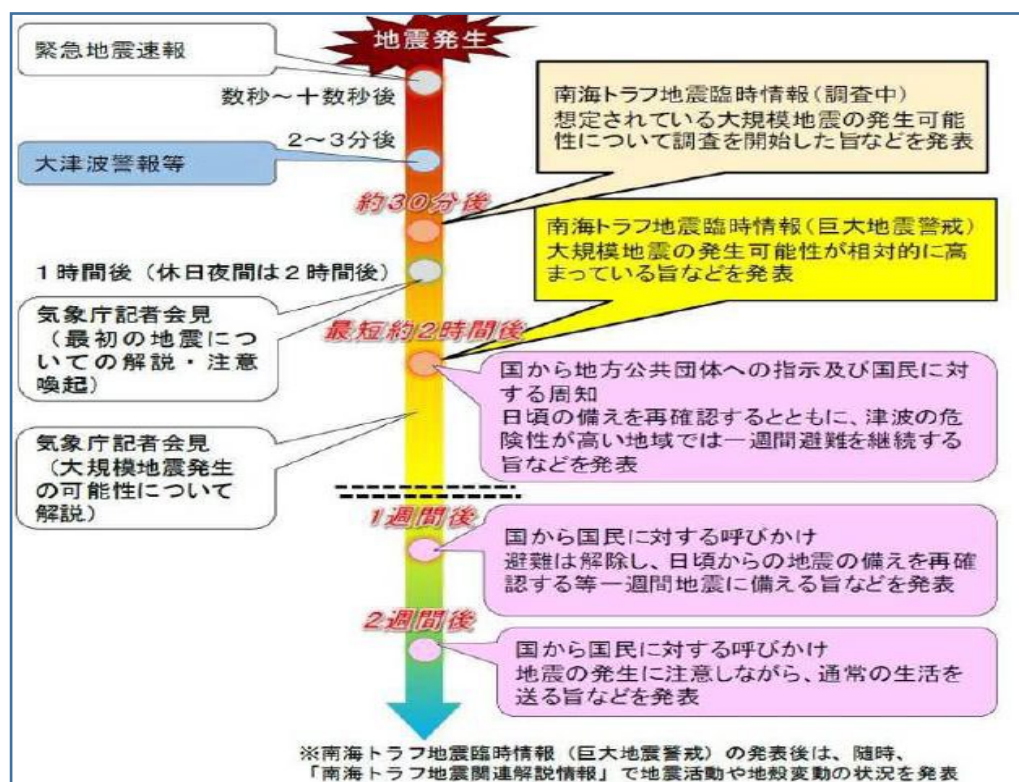 地震発生
緊急地震速報
数秒～十数秒後
2～3分後
大津波警報等
約30分後
南海トラフ地震臨時情報（調査中）
想定されている大規模地震の発生可能
性について調査を開始した旨などを発表
南海トラフ地震臨時情報（巨大地震警戒）
大規模地震の発生可能性が相対的に高
まっている旨などを発表
1時間後（休日夜間は2時間後）
気象庁記者会見
（最初の地震につ
いての解説・注意
喚起）
最短約2時間後
国から地方公共団体への指示及び国民に対
する周知
日頃の備えを再確認するとともに、津波の危
険性が高い地域では一週間避難を継続する
旨などを発表
気象庁記者会見
（大規模地震発生
の可能性について
解説）
1週間後
国から国民に対する呼びかけ
避難は解除し、日頃からの地震の備えを再確
認する等一週間地震に備える旨などを発表
2週間後
国から国民に対する呼びかけ
地震の発生に注意しながら、通常の生活を
送る旨などを発表
※南海トラフ地震臨時情報（巨大地震警戒）の発表後は、随時、
「南海トラフ地震関連解説情報」で地震活動や地殻変動の状況を発表